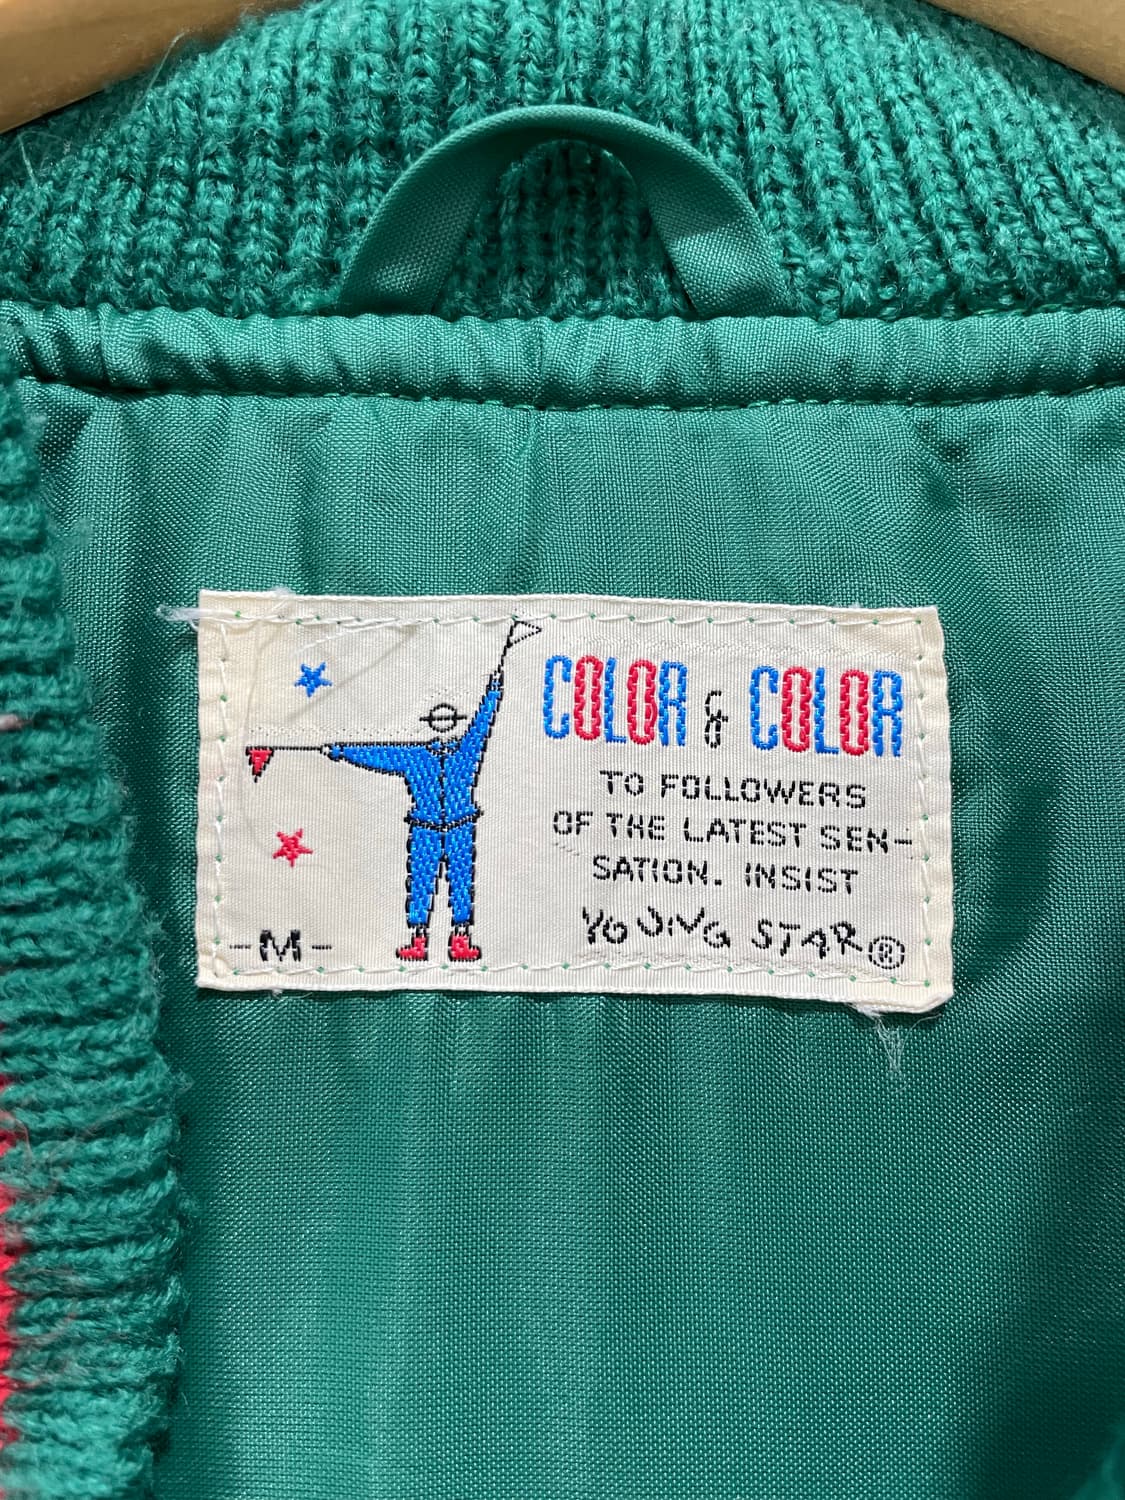 COLOR & COLOR
TO FOLLOWERS
OF THE LATEST SEN-
SATION. INSIST
YOUNG STAR®
-M-